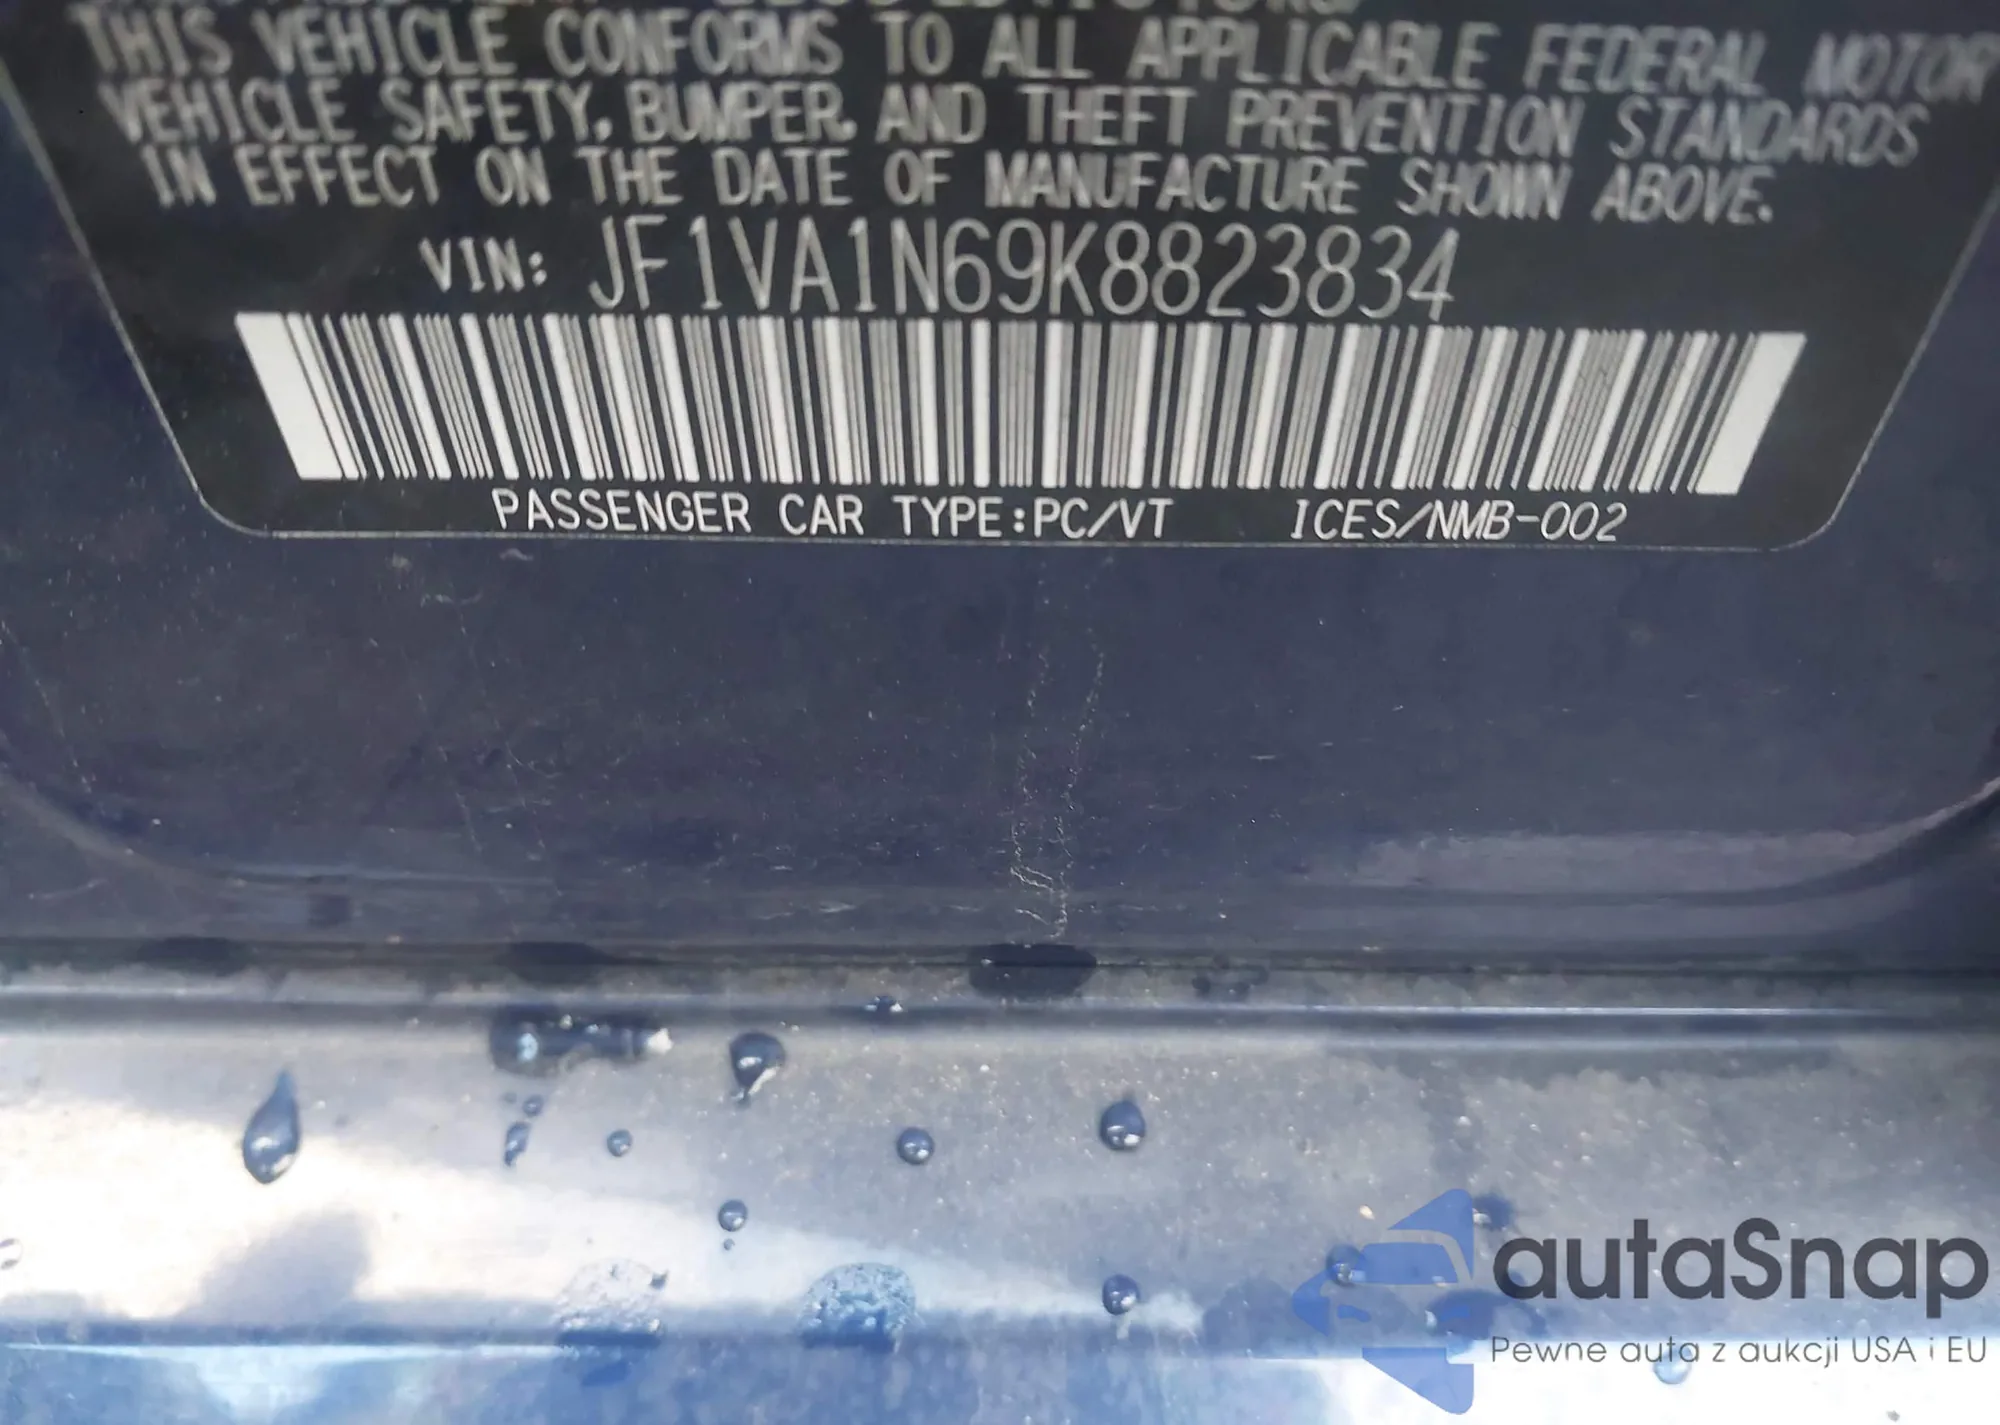 THIS VEHICLE CONFORMS TO ALL APPLICABLE FEDERAL MOTOR
VEHICLE SAFETY, BUMPER, AND THEFT PREVENTION STANDARDS
IN EFFECT ON THE DATE OF MANUFACTURE SHOWN ABOVE.
VIN: JF1VA1N69K8823834
PASSENGER CAR TYPE:PC/VT ICES/NMB-002
autaSnap
Pewne auta z aukcji USA i EU